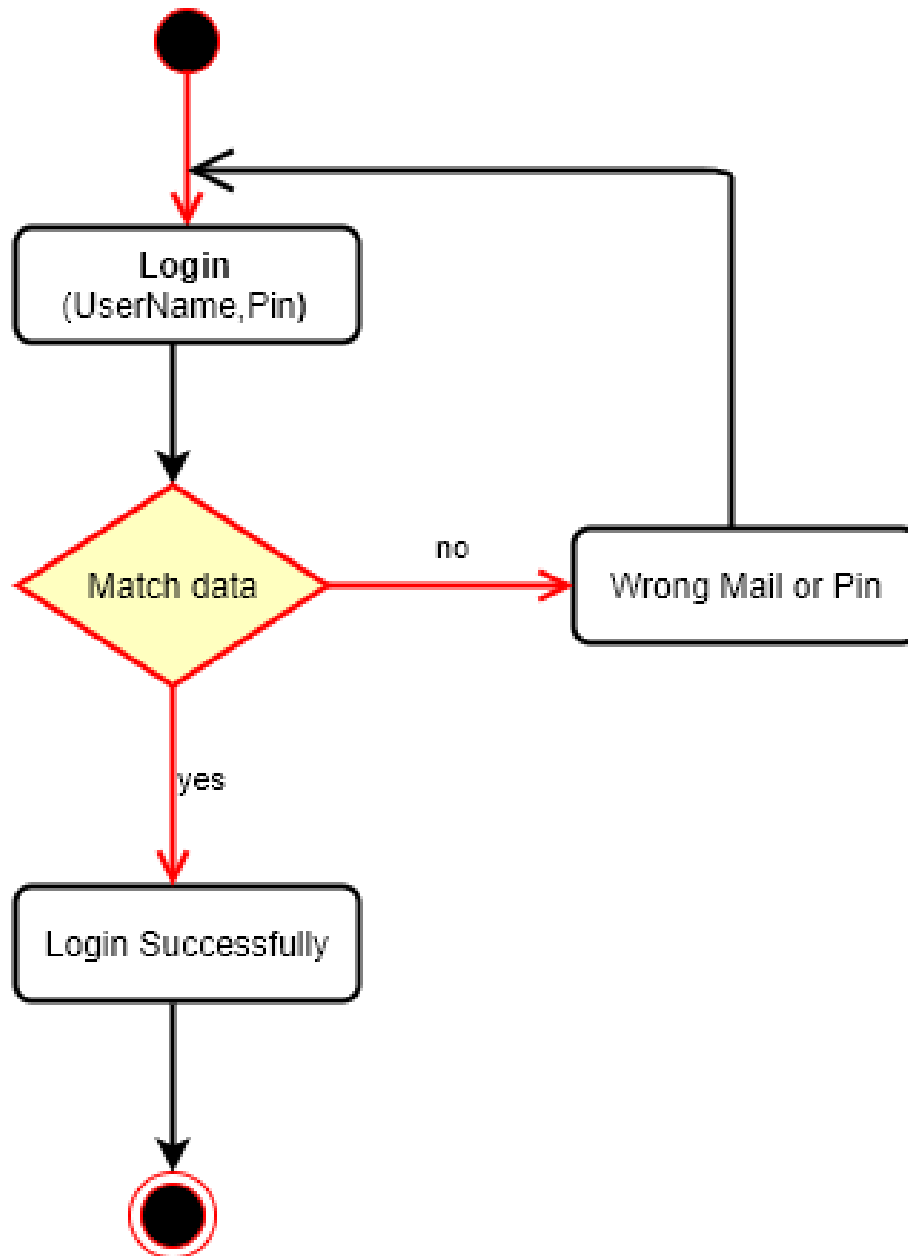 Login
(UserName,Pin)
Match data
no
Wrong Mail or Pin
yes
Login Successfully